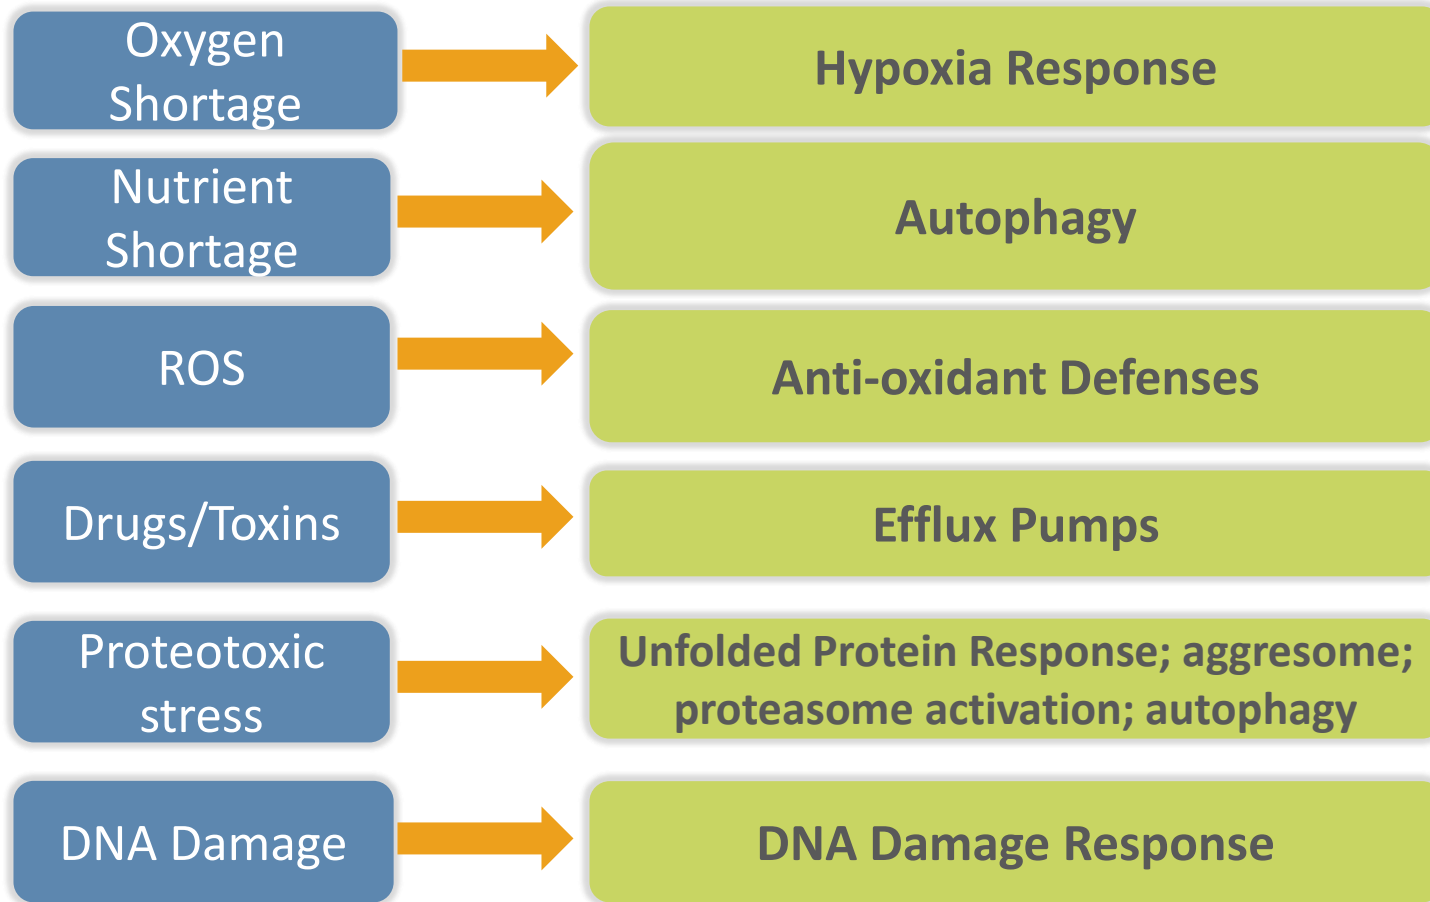 Oxygen
Shortage
Hypoxia Response
Nutrient
Shortage
Autophagy
ROS
Anti-oxidant Defenses
Drugs/Toxins
Efflux Pumps
Proteotoxic
stress
Unfolded Protein Response; aggresome;
proteasome activation; autophagy
DNA Damage
DNA Damage Response